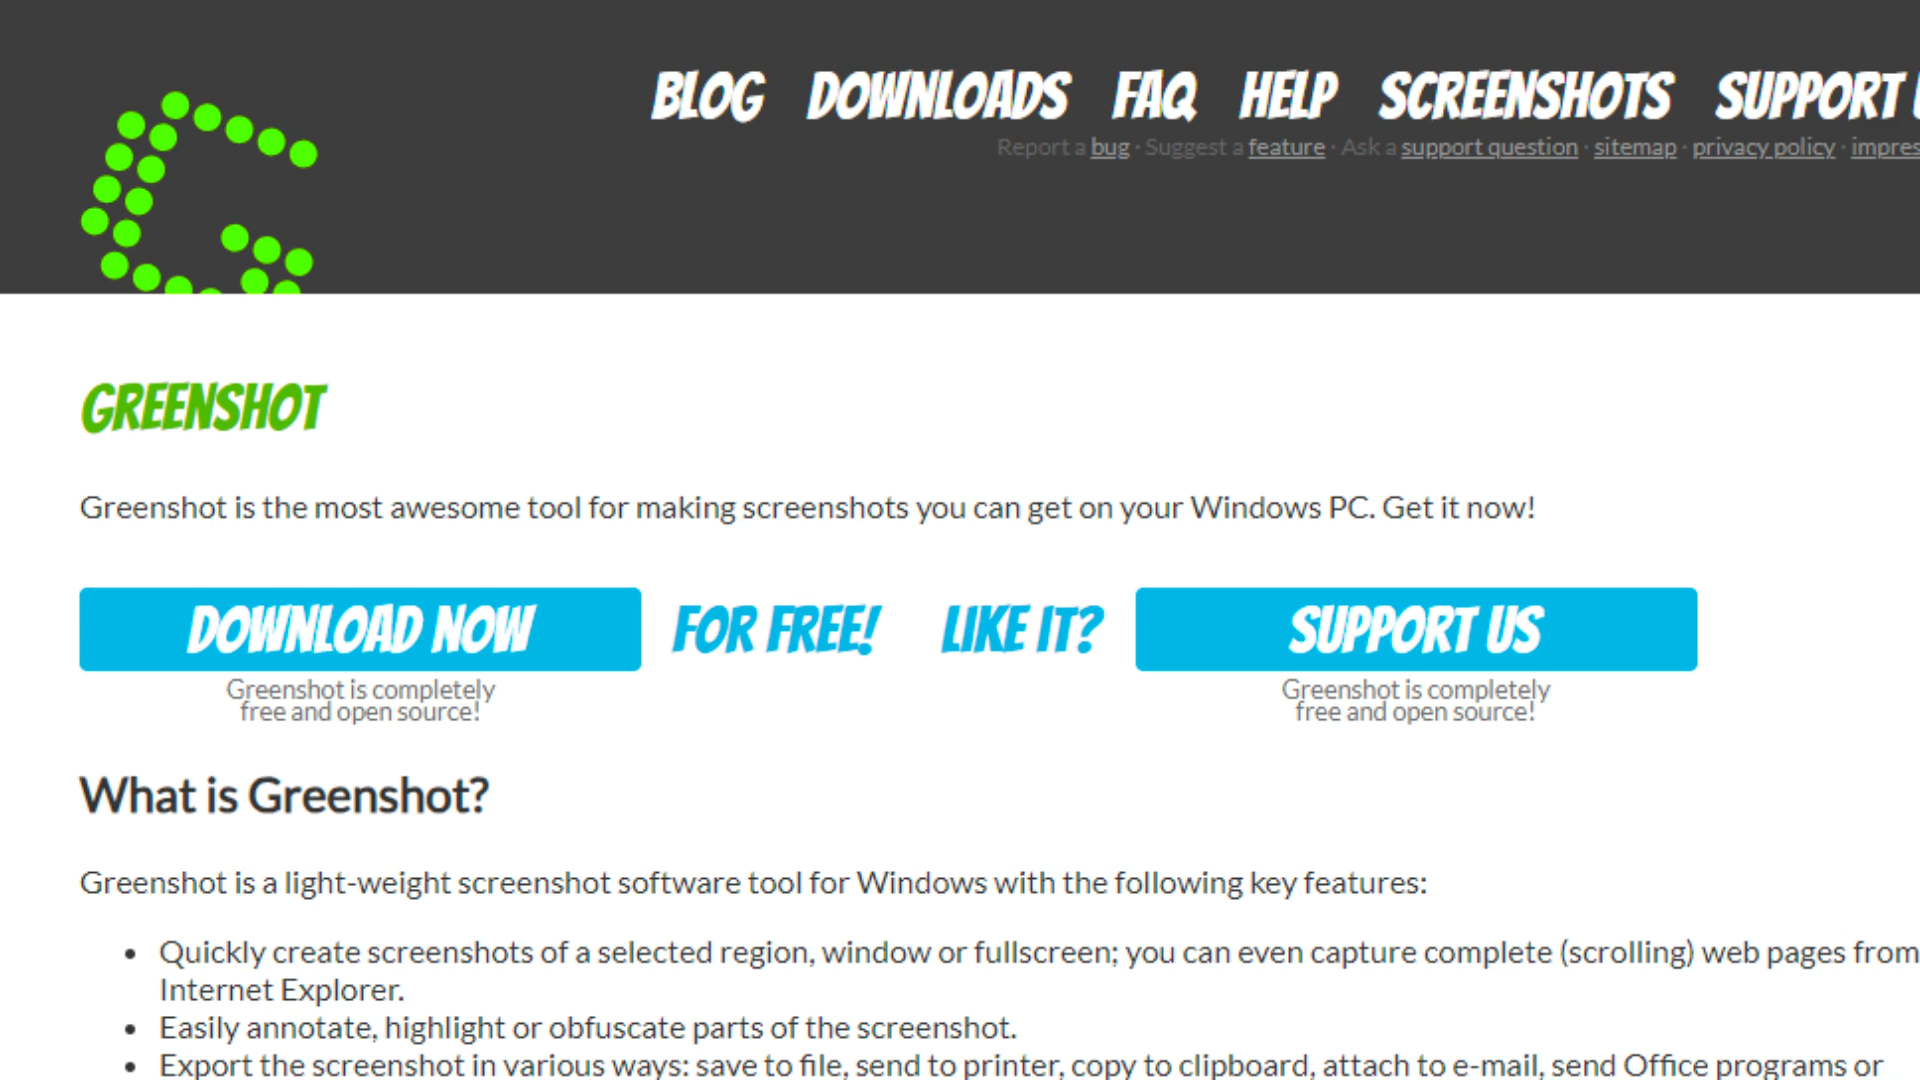 BLOG DOWNLOADS FAQ HELP SCREENSHOTS SUPPORT
Report a bug · Suggest a feature · Ask a support question · sitemap · privacy policy · impres
GREENSHOT
Greenshot is the most awesome tool for making screenshots you can get on your Windows PC. Get it now!
DOWNLOAD NOW FOR FREE! LIKE IT? SUPPORT US
Greenshot is completely free and open source!
Greenshot is completely free and open source!
What is Greenshot?
Greenshot is a light-weight screenshot software tool for Windows with the following key features:
• Quickly create screenshots of a selected region, window or fullscreen; you can even capture complete (scrolling) web pages from
Internet Explorer.
• Easily annotate, highlight or obfuscate parts of the screenshot.
• Export the screenshot in various ways: save to file, send to printer, copy to clipboard, attach to e-mail, send Office programs or